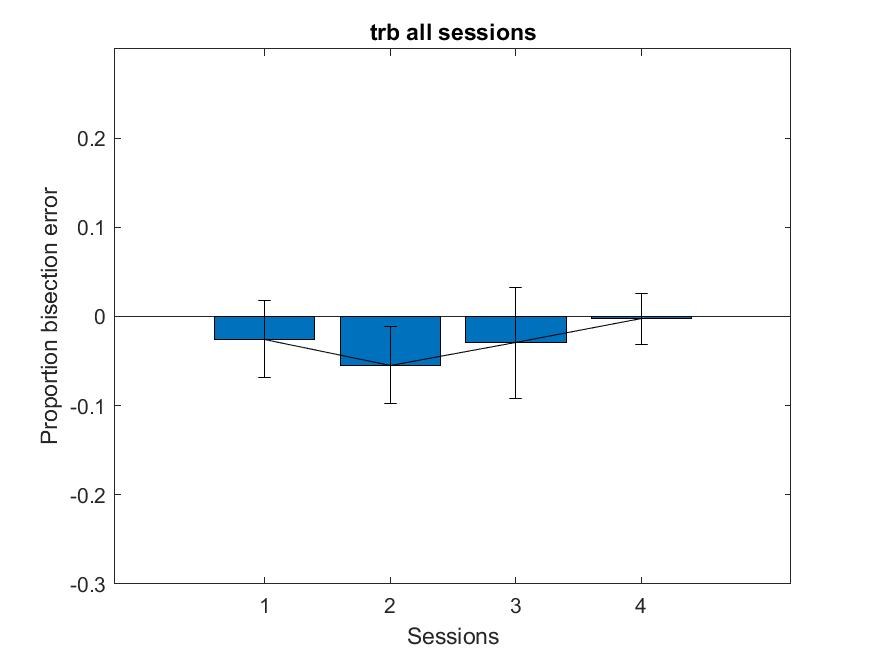 trb all sessions
Proportion bisection error
0.2
0.1
0
-0.1
-0.2
-0.3
1 2 3 4
Sessions